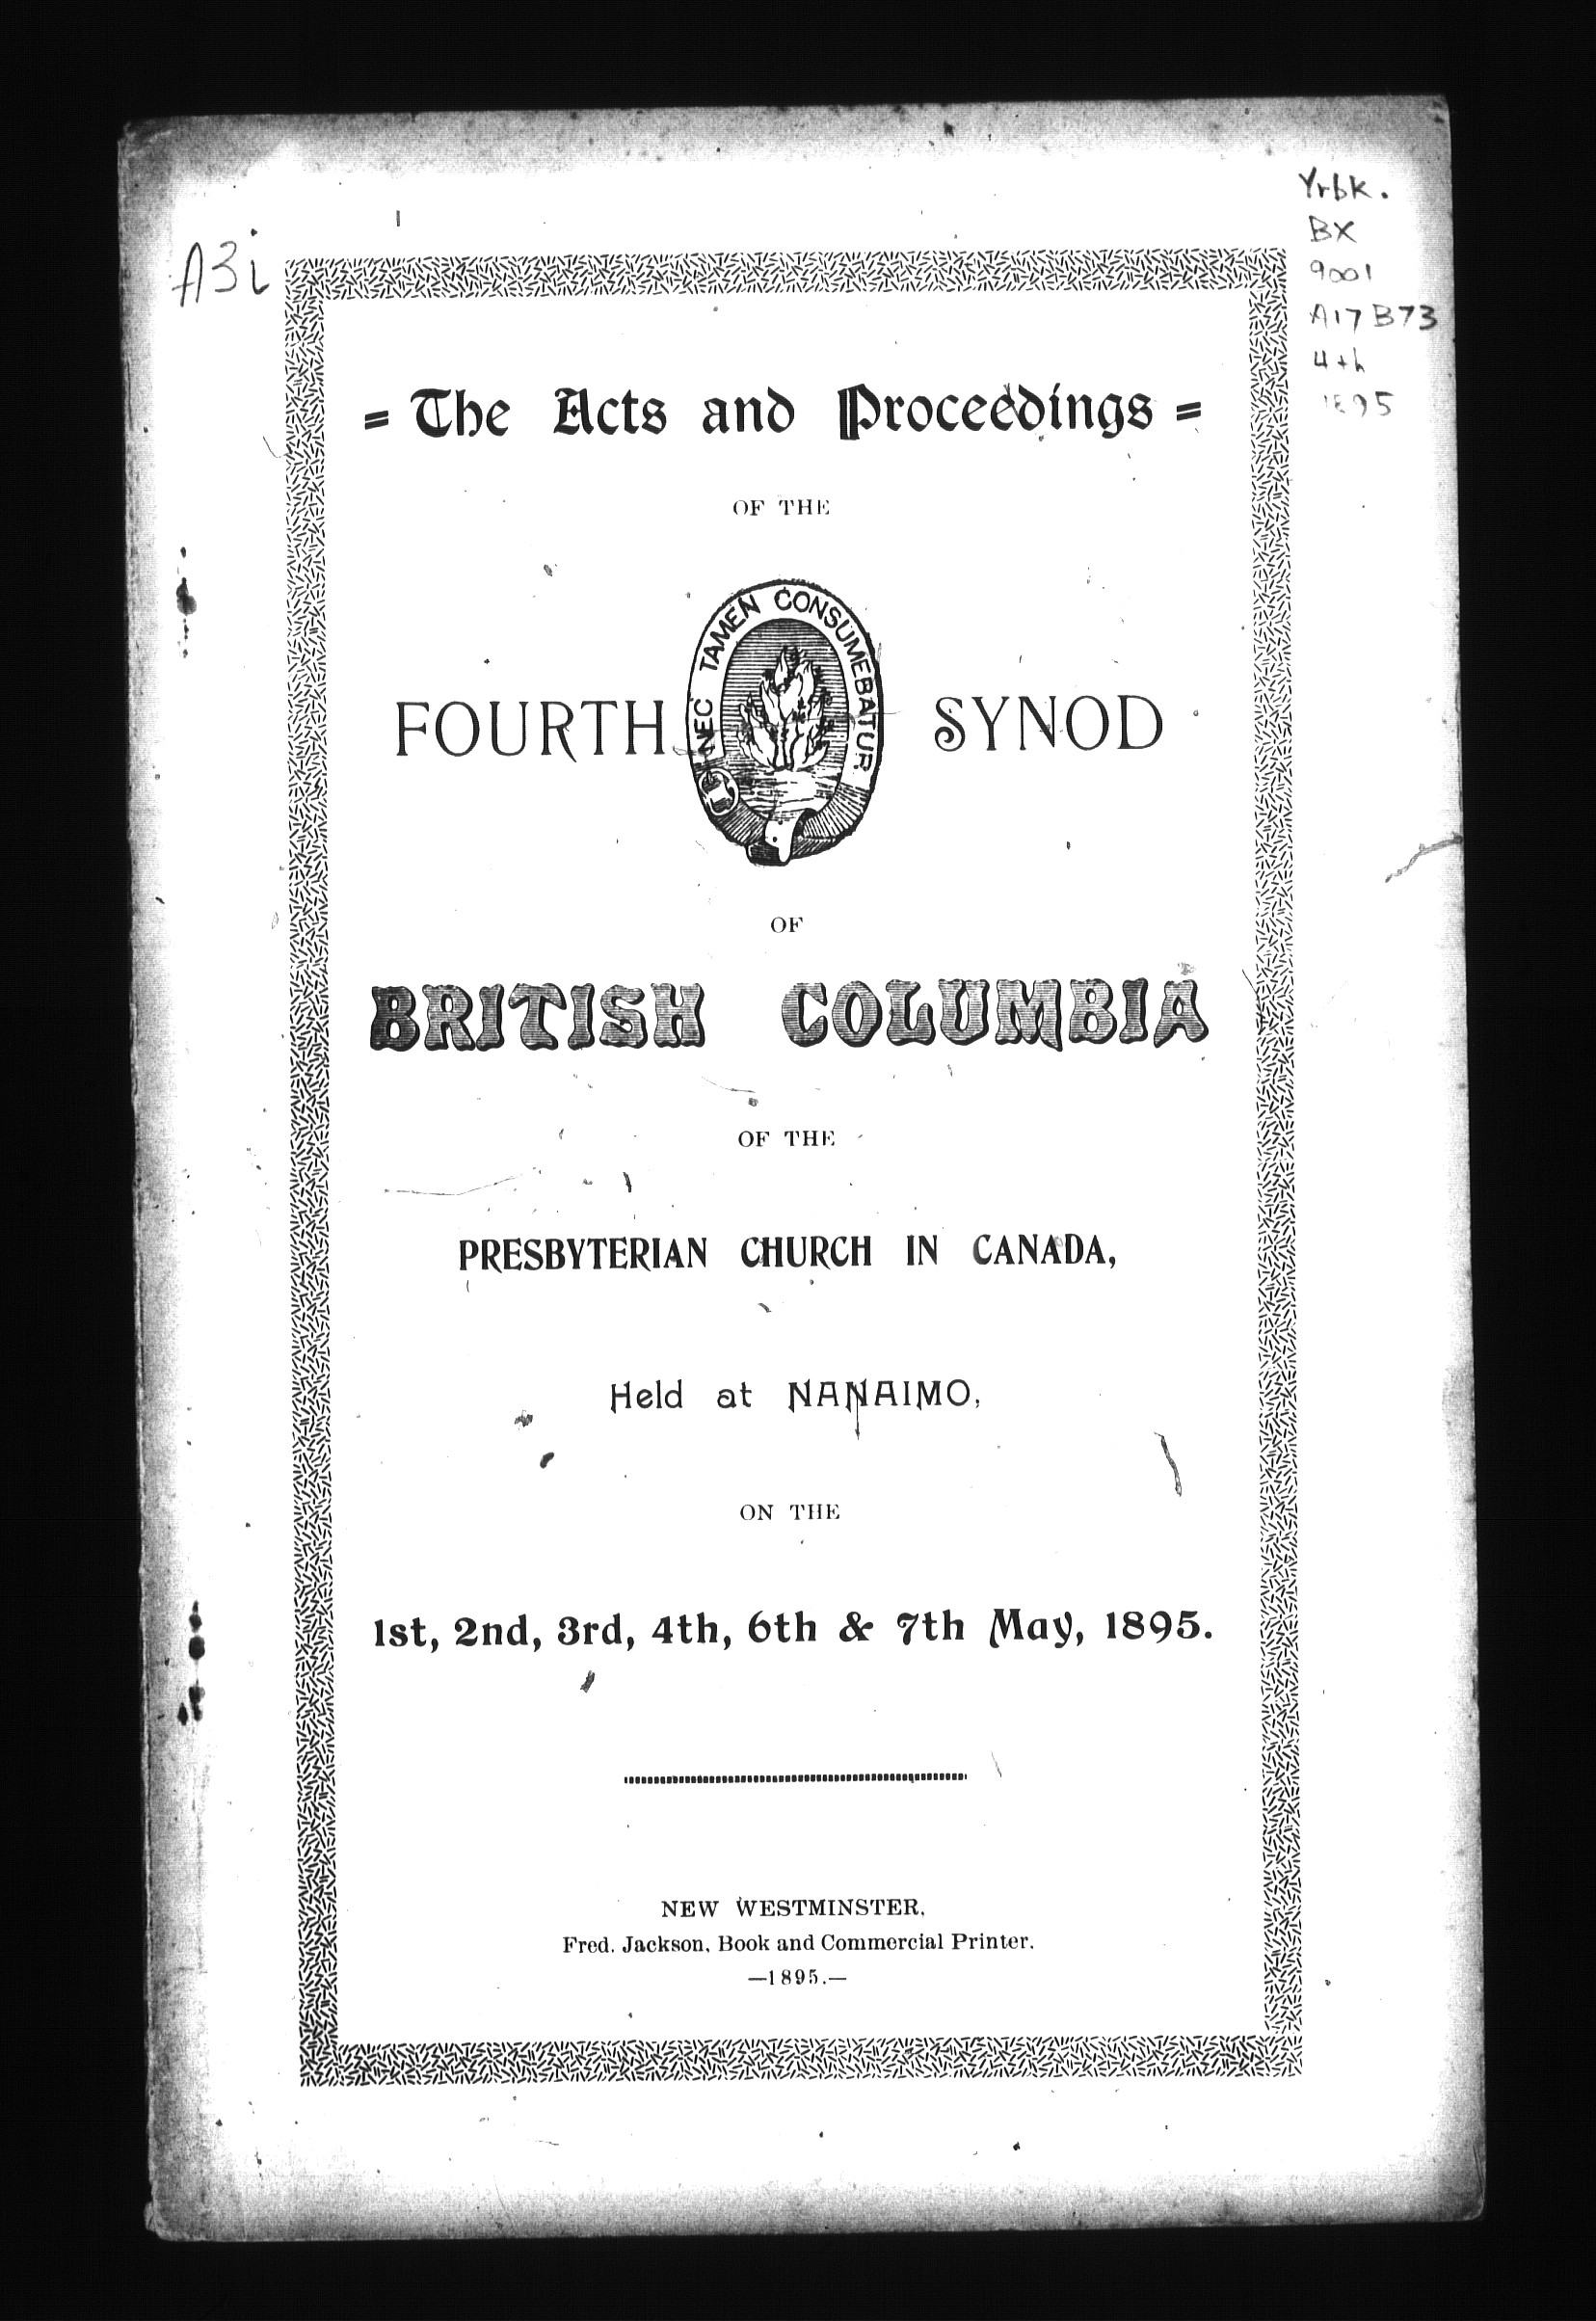 Yrbk.
BX
9001
A17 B73
4th
1895
A3i
= The Acts and Proceedings =
OF THE
NEC TAMEN CONSUMEBATUR
FOURTH SYNOD
OF
BRITISH COLUMBIA
OF THE
PRESBYTERIAN CHURCH IN CANADA,
Held at NANAIMO,
ON THE
1st, 2nd, 3rd, 4th, 6th & 7th May, 1895.
NEW WESTMINSTER.
Fred. Jackson, Book and Commercial Printer.
—1895.—